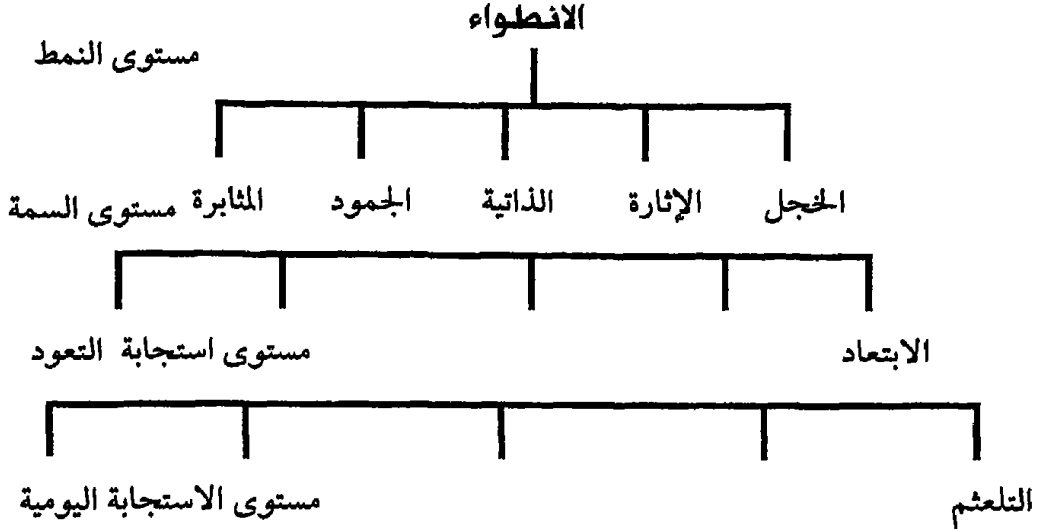 الانطواء
مستوى النمط
الخجل الإثارة الذاتية الجمود المثابرة مستوى السمة
الابتعاد مستوى استجابة التعود
التلعثم مستوى الاستجابة اليومية